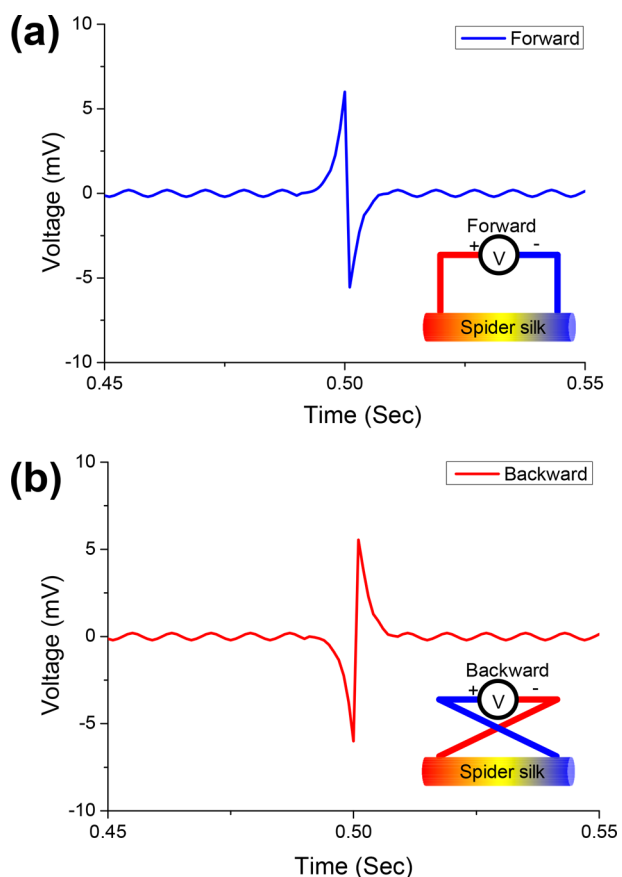 (a)
Forward
10
5
0
-5
-10
Voltage (mV)
Forward
+ -
V
Spider silk
0.45 0.50 0.55
Time (Sec)
(b)
Backward
10
5
0
-5
-10
Voltage (mV)
Backward
+ -
V
Spider silk
0.45 0.50 0.55
Time (Sec)